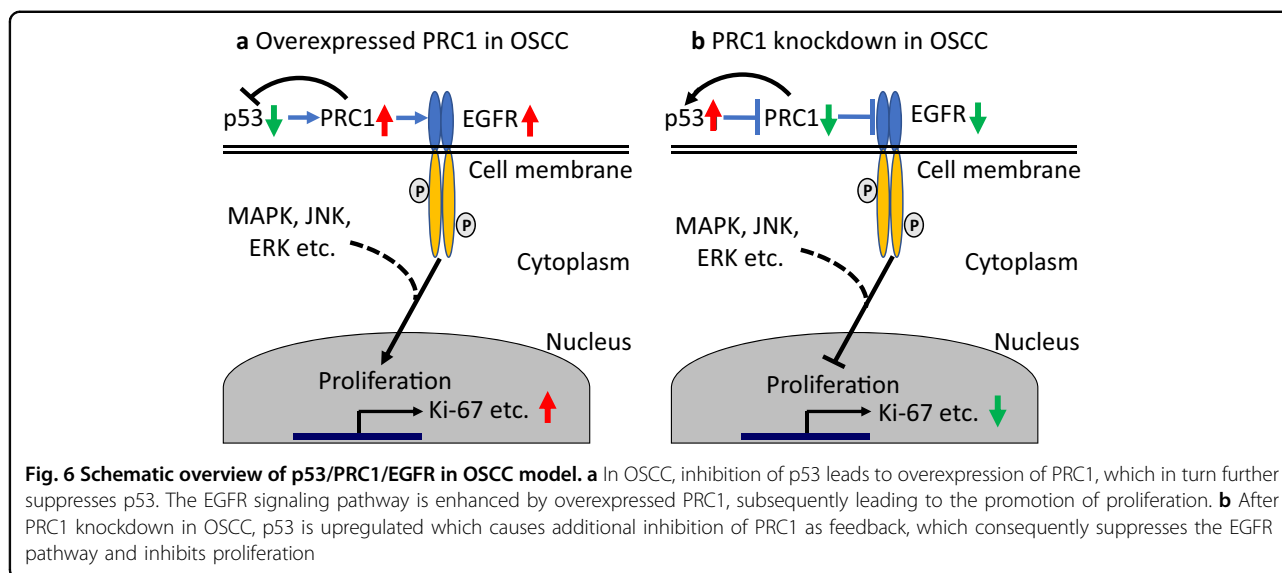 a Overexpressed PRC1 in OSCC
p53 PRC1 EGFR
Cell membrane
P
P
MAPK, JNK,
ERK etc.
Cytoplasm
Nucleus
Proliferation
Ki-67 etc.
b PRC1 knockdown in OSCC
p53 PRC1 EGFR
Cell membrane
P
P
MAPK, JNK,
ERK etc.
Cytoplasm
Nucleus
Proliferation
Ki-67 etc.
Fig. 6 Schematic overview of p53/PRC1/EGFR in OSCC model. a In OSCC, inhibition of p53 leads to overexpression of PRC1, which in turn further
suppresses p53. The EGFR signaling pathway is enhanced by overexpressed PRC1, subsequently leading to the promotion of proliferation. b After
PRC1 knockdown in OSCC, p53 is upregulated which causes additional inhibition of PRC1 as feedback, which consequently suppresses the EGFR
pathway and inhibits proliferation